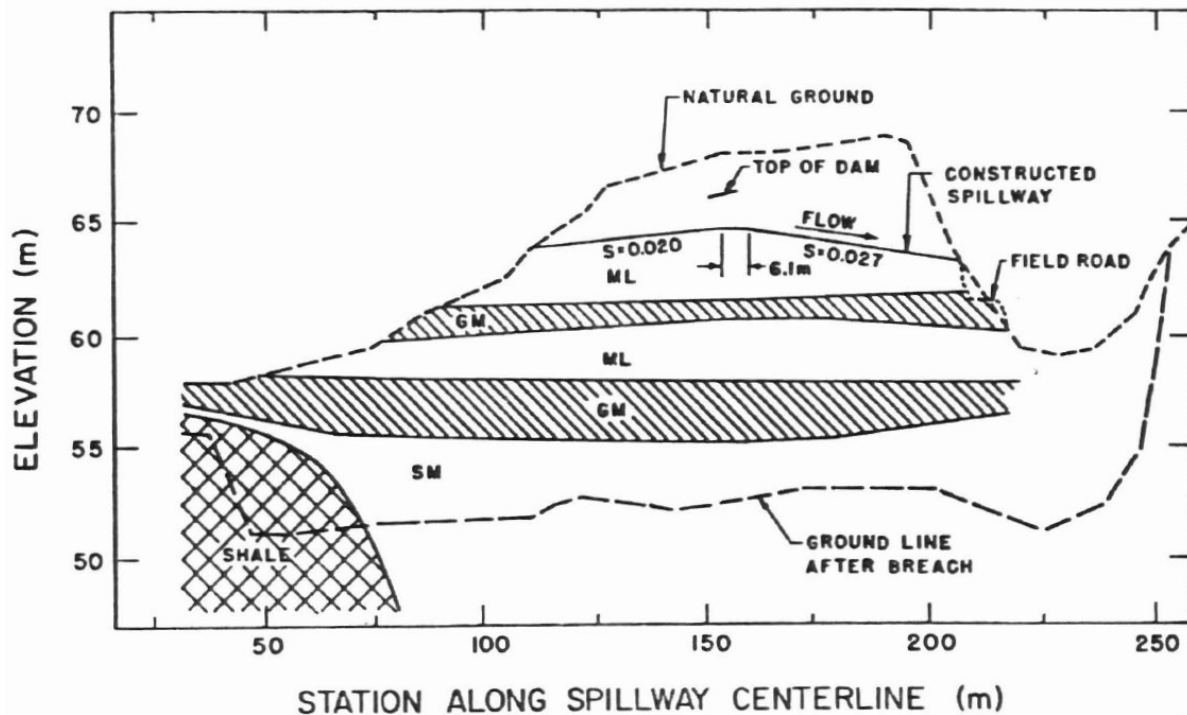 70
65
60
55
50
ELEVATION (m)
NATURAL GROUND
TOP OF DAM
CONSTRUCTED
SPILLWAY
FLOW
S=0.020
S=0.027
6.1m
FIELD ROAD
ML
GM
ML
GM
SM
SHALE
GROUND LINE
AFTER BREACH
50
100
150
200
250
STATION ALONG SPILLWAY CENTERLINE (m)